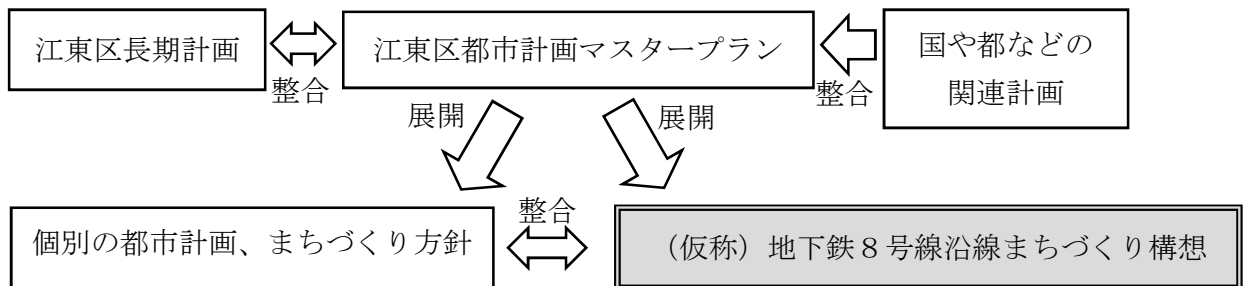 江東区長期計画
江東区都市計画マスタープラン
国や都などの
関連計画
整合
整合
展開
展開
整合
個別の都市計画、まちづくり方針
（仮称）地下鉄８号線沿線まちづくり構想